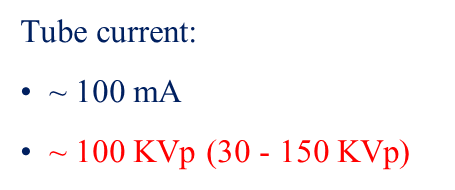 Tube current:
• ~ 100 mA
• ~ 100 KVp (30 - 150 KVp)